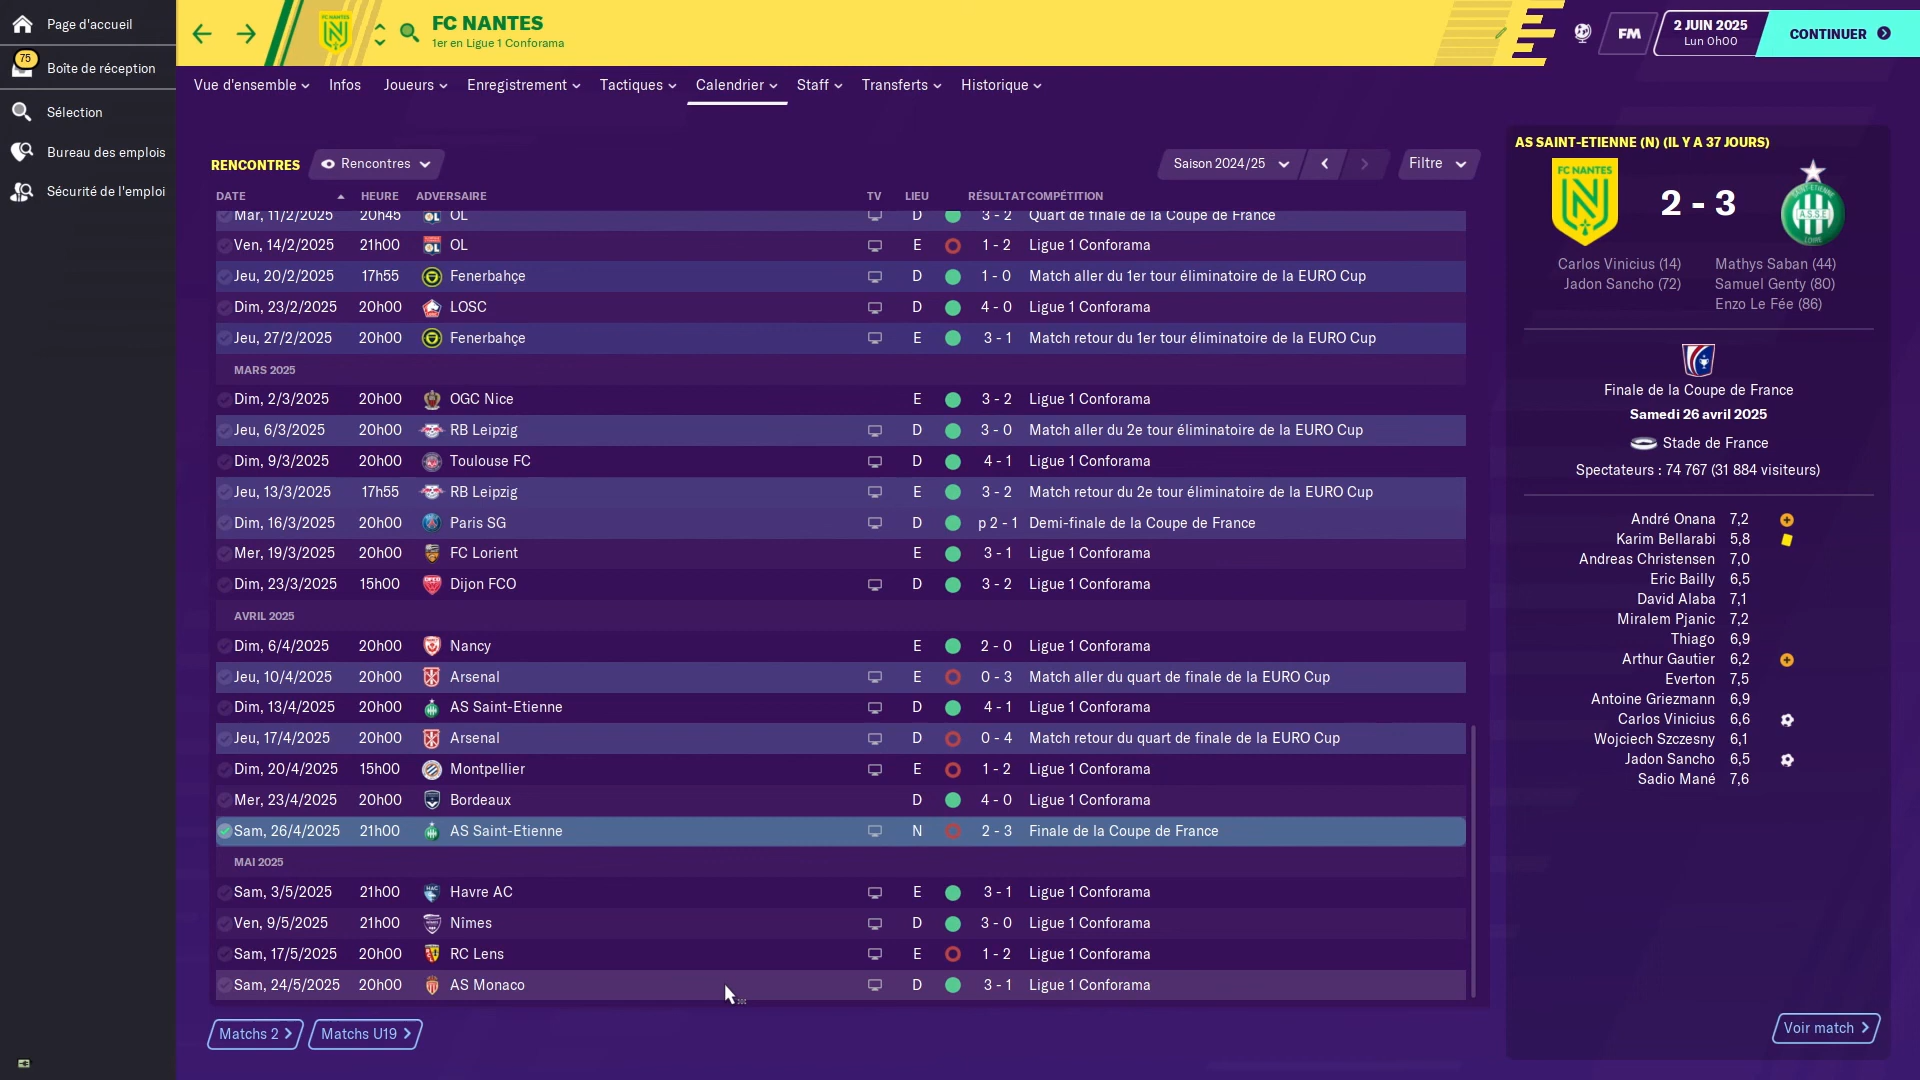 Page d'accueil
75
Boîte de réception
Sélection
Bureau des emplois
Sécurité de l'emploi
FC NANTES
FC NANTES
1er en Ligue 1 Conforama
FM
2 JUIN 2025
Lun 0h00
CONTINUER
Vue d'ensemble Infos Joueurs Enregistrement Tactiques Calendrier Staff Transferts Historique
RENCONTRES Rencontres Saison 2024/25 Filtre
DATE HEURE ADVERSAIRE TV LIEU RÉSULTAT COMPÉTITION
Mar, 11/2/2025 20h45 OL D 3 - 2 Quart de finale de la Coupe de France
Ven, 14/2/2025 21h00 OL E 1 - 2 Ligue 1 Conforama
Jeu, 20/2/2025 17h55 Fenerbahçe D 1 - 0 Match aller du 1er tour éliminatoire de la EURO Cup
Dim, 23/2/2025 20h00 LOSC D 4 - 0 Ligue 1 Conforama
Jeu, 27/2/2025 20h00 Fenerbahçe E 3 - 1 Match retour du 1er tour éliminatoire de la EURO Cup
MARS 2025
Dim, 2/3/2025 20h00 OGC Nice E 3 - 2 Ligue 1 Conforama
Jeu, 6/3/2025 20h00 RB Leipzig D 3 - 0 Match aller du 2e tour éliminatoire de la EURO Cup
Dim, 9/3/2025 20h00 Toulouse FC D 4 - 1 Ligue 1 Conforama
Jeu, 13/3/2025 17h55 RB Leipzig E 3 - 2 Match retour du 2e tour éliminatoire de la EURO Cup
Dim, 16/3/2025 20h00 Paris SG D p 2 - 1 Demi-finale de la Coupe de France
Mer, 19/3/2025 20h00 FC Lorient E 3 - 1 Ligue 1 Conforama
Dim, 23/3/2025 15h00 Dijon FCO D 3 - 2 Ligue 1 Conforama
AVRIL 2025
Dim, 6/4/2025 20h00 Nancy E 2 - 0 Ligue 1 Conforama
Jeu, 10/4/2025 20h00 Arsenal E 0 - 3 Match aller du quart de finale de la EURO Cup
Dim, 13/4/2025 20h00 AS Saint-Etienne D 4 - 1 Ligue 1 Conforama
Jeu, 17/4/2025 20h00 Arsenal D 0 - 4 Match retour du quart de finale de la EURO Cup
Dim, 20/4/2025 15h00 Montpellier E 1 - 2 Ligue 1 Conforama
Mer, 23/4/2025 20h00 Bordeaux D 4 - 0 Ligue 1 Conforama
Sam, 26/4/2025 21h00 AS Saint-Etienne N 2 - 3 Finale de la Coupe de France
MAI 2025
Sam, 3/5/2025 21h00 Havre AC E 3 - 1 Ligue 1 Conforama
Ven, 9/5/2025 21h00 Nîmes D 3 - 0 Ligue 1 Conforama
Sam, 17/5/2025 20h00 RC Lens E 1 - 2 Ligue 1 Conforama
Sam, 24/5/2025 20h00 AS Monaco D 3 - 1 Ligue 1 Conforama
Matchs 2 Matchs U19
AS SAINT-ETIENNE (N) (IL Y A 37 JOURS)
FC NANTES
2 - 3
Carlos Vinicius (14) Mathys Saban (44)
Jadon Sancho (72) Samuel Genty (80)
Enzo Le Fée (86)
Finale de la Coupe de France
Samedi 26 avril 2025
Stade de France
Spectateurs : 74 767 (31 884 visiteurs)
André Onana 7,2
Karim Bellarabi 5,8
Andreas Christensen 7,0
Eric Bailly 6,5
David Alaba 7,1
Miralem Pjanic 7,2
Thiago 6,9
Arthur Gautier 6,2
Everton 7,5
Antoine Griezmann 6,9
Carlos Vinicius 6,6
Wojciech Szczesny 6,1
Jadon Sancho 6,5
Sadio Mané 7,6
Voir match